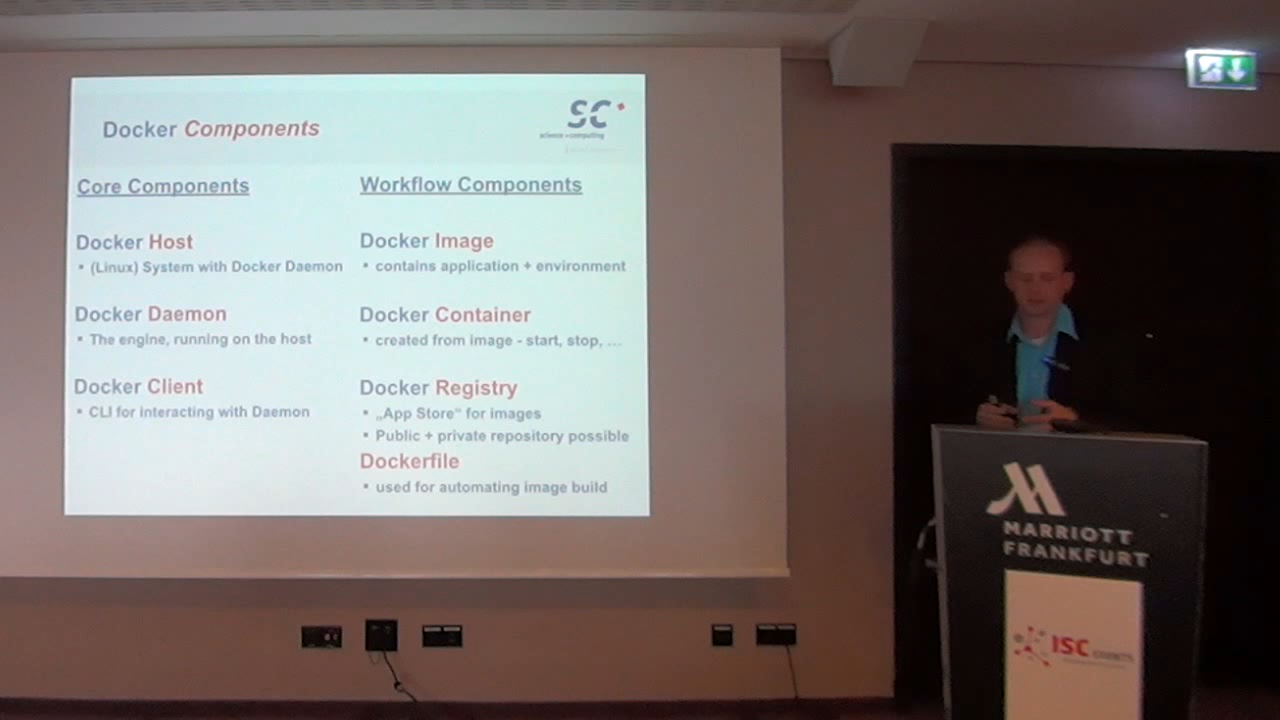 Docker Components
SC
science + computing
Core Components
Docker Host
▪ (Linux) System with Docker Daemon
Docker Daemon
▪ The engine, running on the host
Docker Client
▪ CLI for interacting with Daemon
Workflow Components
Docker Image
▪ contains application + environment
Docker Container
▪ created from image - start, stop, ...
Docker Registry
▪ „App Store“ for images
▪ Public + private repository possible
Dockerfile
▪ used for automating image build
MARRIOTT
FRANKFURT
ISC EVENTS